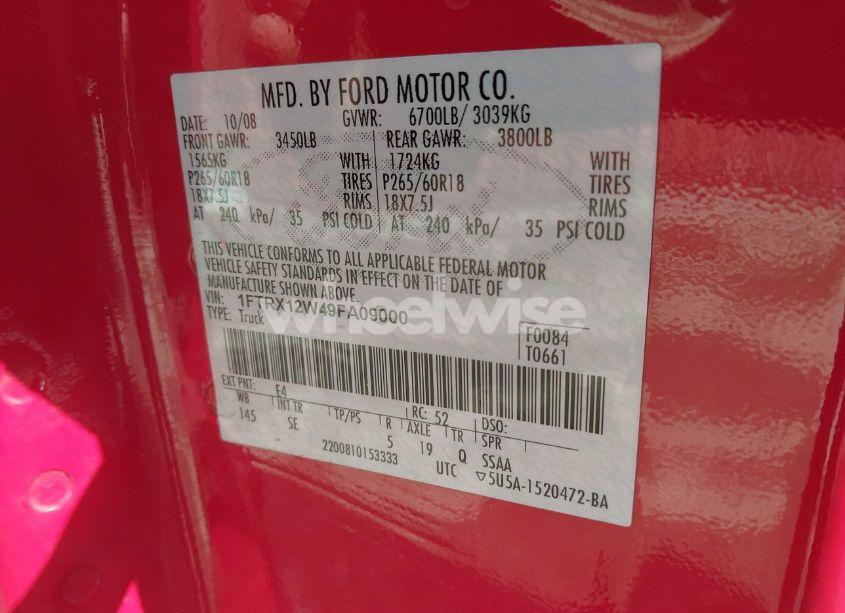 MFD. BY FORD MOTOR CO.
DATE: 10/08 GVWR: 6700LB/ 3039KG
FRONT GAWR: 3450LB REAR GAWR: 3800LB
1565KG WITH 1724KG WITH
P265/60R18 TIRES P265/60R18 TIRES
18X7.5J RIMS 18X7.5J RIMS
AT 240 kPa/ 35 PSI COLD AT 240 kPa/ 35 PSI COLD
THIS VEHICLE CONFORMS TO ALL APPLICABLE FEDERAL MOTOR
VEHICLE SAFETY STANDARDS IN EFFECT ON THE DATE OF
MANUFACTURE SHOWN ABOVE.
VIN: 1FTRX12W49FA09000
TYPE: Truck
wheelwise
F0084
T0661
EXT PNT: E4 RC: 52 DSO:
WB INT TR TP/PS R AXLE TR SPR
145 SE 5 19 Q SSAA
2200810153333 UTC ▽5U5A-1520472-BA